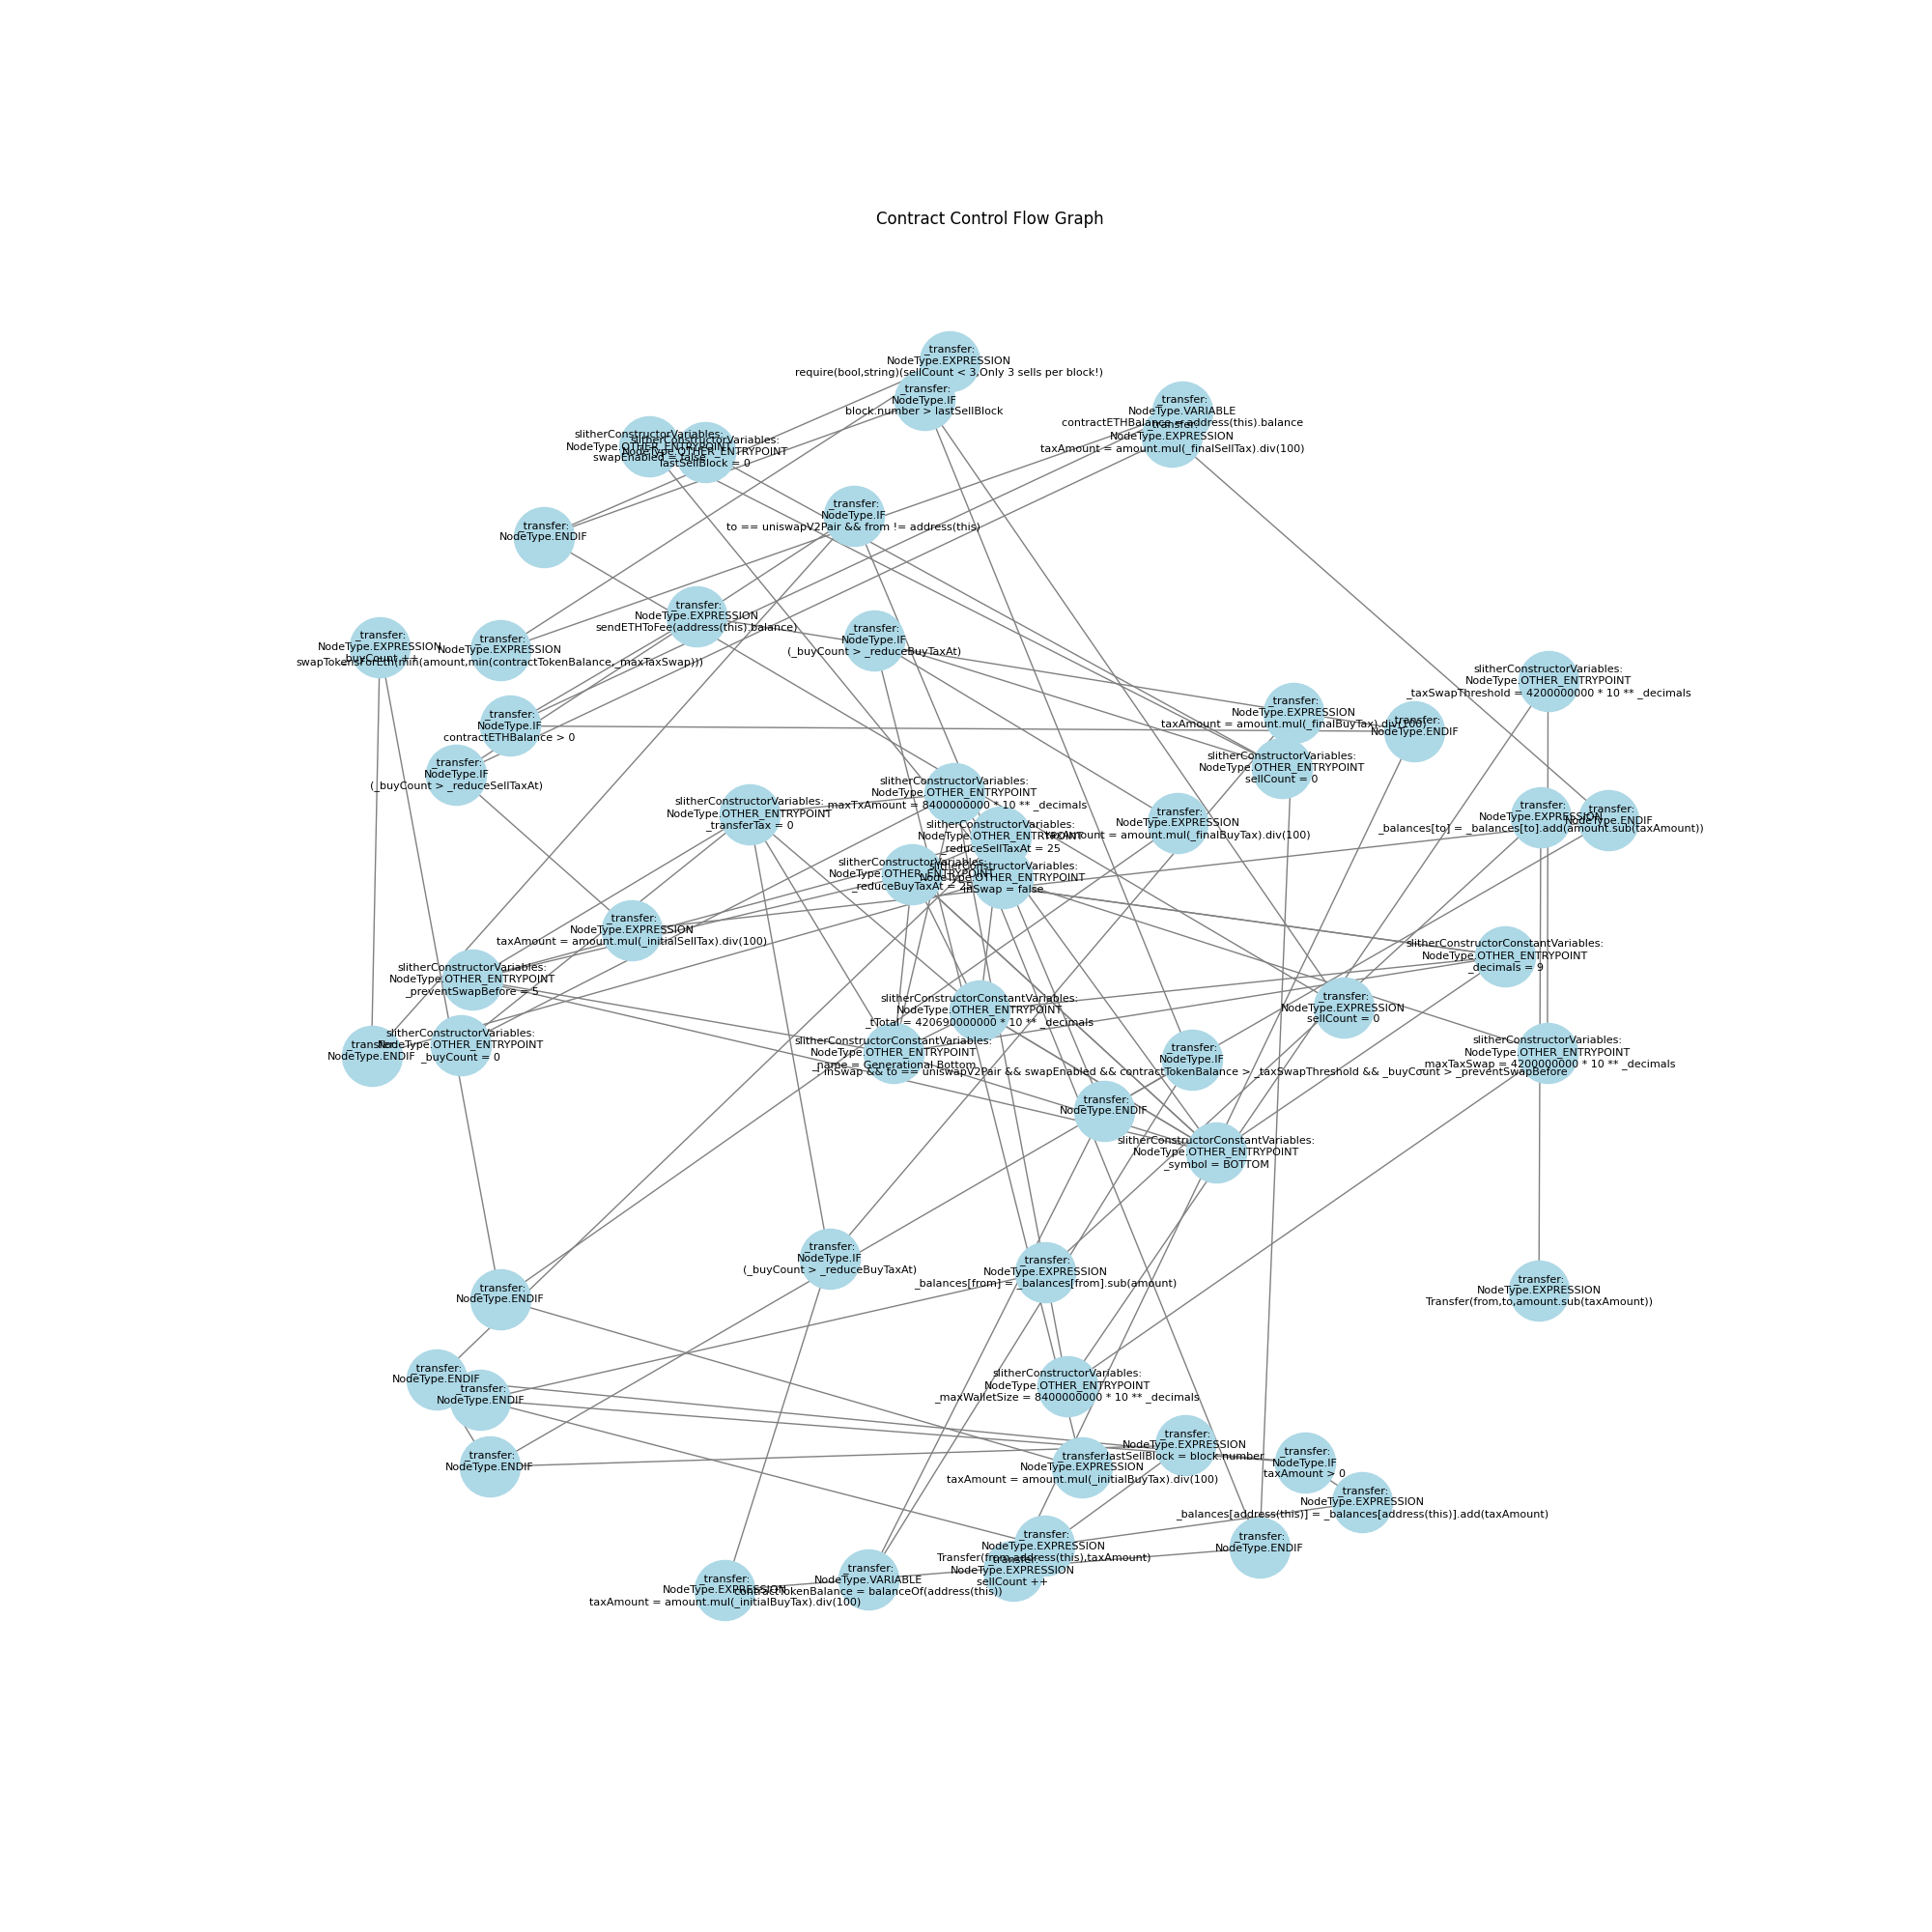 Contract Control Flow Graph
_transfer:
NodeType.EXPRESSION
require(bool,string)(sellCount < 3,Only 3 sells per block!)
_transfer:
NodeType.IF
block.number > lastSellBlock
_transfer:
NodeType.VARIABLE
contractETHBalance = address(this).balance
_transfer:
NodeType.EXPRESSION
taxAmount = amount.mul(_finalSellTax).div(100)
slitherConstructorVariables:
NodeType.OTHER_ENTRYPOINT
swapEnabled = false
slitherConstructorVariables:
NodeType.OTHER_ENTRYPOINT
lastSellBlock = 0
_transfer:
NodeType.IF
to == uniswapV2Pair && from != address(this)
_transfer:
NodeType.ENDIF
_transfer:
NodeType.EXPRESSION
sendETHToFee(address(this).balance)
_transfer:
NodeType.IF
(_buyCount > _reduceBuyTaxAt)
_transfer:
NodeType.EXPRESSION
_buyCount ++
_transfer:
NodeType.EXPRESSION
swapTokensForEth(min(amount,min(contractTokenBalance,_maxTaxSwap)))
slitherConstructorVariables:
NodeType.OTHER_ENTRYPOINT
_taxSwapThreshold = 4200000000 * 10 ** _decimals
_transfer:
NodeType.IF
contractETHBalance > 0
_transfer:
NodeType.EXPRESSION
taxAmount = amount.mul(_finalBuyTax).div(100)
_transfer:
NodeType.ENDIF
_transfer:
NodeType.IF
(_buyCount > _reduceSellTaxAt)
slitherConstructorVariables:
NodeType.OTHER_ENTRYPOINT
sellCount = 0
slitherConstructorVariables:
NodeType.OTHER_ENTRYPOINT
_maxTxAmount = 8400000000 * 10 ** _decimals
slitherConstructorVariables:
NodeType.OTHER_ENTRYPOINT
_transferTax = 0
slitherConstructorVariables:
NodeType.OTHER_ENTRYPOINT
_reduceSellTaxAt = 25
_transfer:
NodeType.EXPRESSION
taxAmount = amount.mul(_finalBuyTax).div(100)
_transfer:
NodeType.EXPRESSION
_balances[to] = _balances[to].add(amount.sub(taxAmount))
_transfer:
NodeType.ENDIF
slitherConstructorVariables:
NodeType.OTHER_ENTRYPOINT
_reduceBuyTaxAt = 25
slitherConstructorVariables:
NodeType.OTHER_ENTRYPOINT
inSwap = false
_transfer:
NodeType.EXPRESSION
taxAmount = amount.mul(_initialSellTax).div(100)
slitherConstructorConstantVariables:
NodeType.OTHER_ENTRYPOINT
_decimals = 9
slitherConstructorVariables:
NodeType.OTHER_ENTRYPOINT
_preventSwapBefore = 5
slitherConstructorConstantVariables:
NodeType.OTHER_ENTRYPOINT
_tTotal = 420690000000 * 10 ** _decimals
_transfer:
NodeType.EXPRESSION
sellCount = 0
_transfer:
NodeType.ENDIF
slitherConstructorVariables:
NodeType.OTHER_ENTRYPOINT
_buyCount = 0
slitherConstructorConstantVariables:
NodeType.OTHER_ENTRYPOINT
_name = Generational Bottom
_transfer:
NodeType.IF
inSwap && to == uniswapV2Pair && swapEnabled && contractTokenBalance > _taxSwapThreshold && _buyCount > _preventSwapBefore
slitherConstructorVariables:
NodeType.OTHER_ENTRYPOINT
_maxTaxSwap = 4200000000 * 10 ** _decimals
_transfer:
NodeType.ENDIF
slitherConstructorConstantVariables:
NodeType.OTHER_ENTRYPOINT
_symbol = BOTTOM
_transfer:
NodeType.IF
(_buyCount > _reduceBuyTaxAt)
_transfer:
NodeType.EXPRESSION
_balances[from] = _balances[from].sub(amount)
_transfer:
NodeType.ENDIF
_transfer:
NodeType.EXPRESSION
Transfer(from,to,amount.sub(taxAmount))
_transfer:
NodeType.ENDIF
_transfer:
NodeType.ENDIF
slitherConstructorVariables:
NodeType.OTHER_ENTRYPOINT
_maxWalletSize = 8400000000 * 10 ** _decimals
_transfer:
NodeType.ENDIF
_transfer:
NodeType.EXPRESSION
lastSellBlock = block.number
_transfer:
NodeType.EXPRESSION
taxAmount = amount.mul(_initialBuyTax).div(100)
_transfer:
NodeType.IF
taxAmount > 0
_transfer:
NodeType.EXPRESSION
_balances[address(this)] = _balances[address(this)].add(taxAmount)
_transfer:
NodeType.EXPRESSION
Transfer(from,address(this),taxAmount)
_transfer:
NodeType.ENDIF
_transfer:
NodeType.EXPRESSION
sellCount ++
_transfer:
NodeType.VARIABLE
contractTokenBalance = balanceOf(address(this))
_transfer:
NodeType.EXPRESSION
taxAmount = amount.mul(_initialBuyTax).div(100)